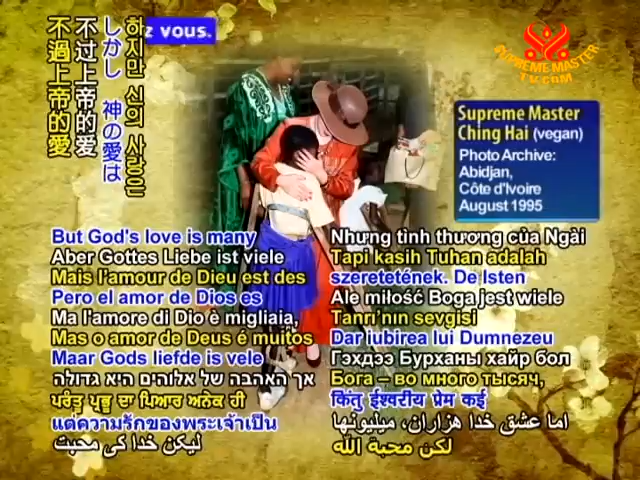 z vous.
하지만 신의 사랑은
しかし 神の愛は
不过上帝的爱
不過上帝的愛
SUPREME MASTER
TV.COM
Supreme Master
Ching Hai (vegan)
Photo Archive:
Abidjan,
Côte d'Ivoire
August 1995
But God's love is many
Aber Gottes Liebe ist viele
Mais l'amour de Dieu est des
Pero el amor de Dios es
Ma l'amore di Dio è migliaia,
Mas o amor de Deus é muitos
Maar Gods liefde is vele
אך האהבה של אלוהים היא גדולה
ਪਰੰਤੂ ਪ੍ਰਭੂ ਦਾ ਪਿਆਰ ਅਨੇਕ ਹੀ
แต่ความรักของพระเจ้าเป็น
لیکن خدا کی محبت
Nhưng tình thương của Ngài
Tapi kasih Tuhan adalah
szeretetének. De Isten
Ale miłość Boga jest wiele
Tanrı'nın sevgisi
Dar iubirea lui Dumnezeu
Гэхдээ Бурханы хайр бол
Бога – во много тысяч,
किंतु ईश्वरीय प्रेम कई
اما عشق خدا هزاران، میلیونها
لكن محبة الله